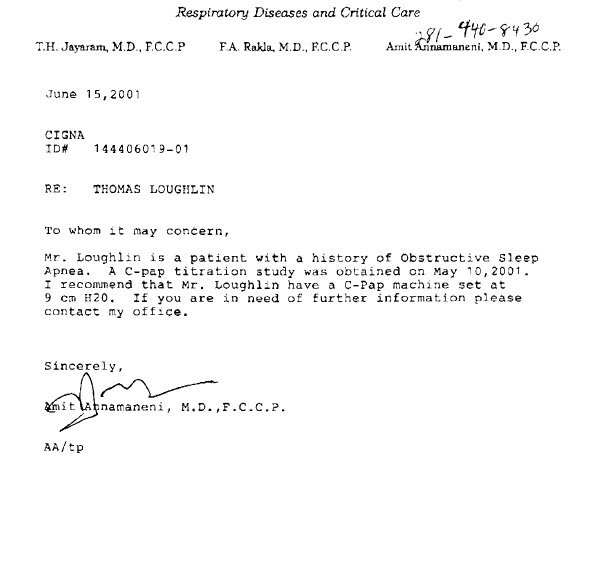 Respiratory Diseases and Critical Care
281-440-8430
T.H. Jayaram, M.D., F.C.C.P    F.A. Rakla, M.D., F.C.C.P.    Amit Annamaneni, M.D., F.C.C.P.
June 15,2001
CIGNA
ID#  144406019-01
RE:  THOMAS LOUGHLIN
To whom it may concern,
Mr. Loughlin is a patient with a history of Obstructive Sleep
Apnea.  A C-pap titration study was obtained on May 10,2001.
I recommend that Mr. Loughlin have a C-Pap machine set at
9 cm H20.  If you are in need of further information please
contact my office.
Sincerely,
Amit Annamaneni, M.D.,F.C.C.P.
AA/tp